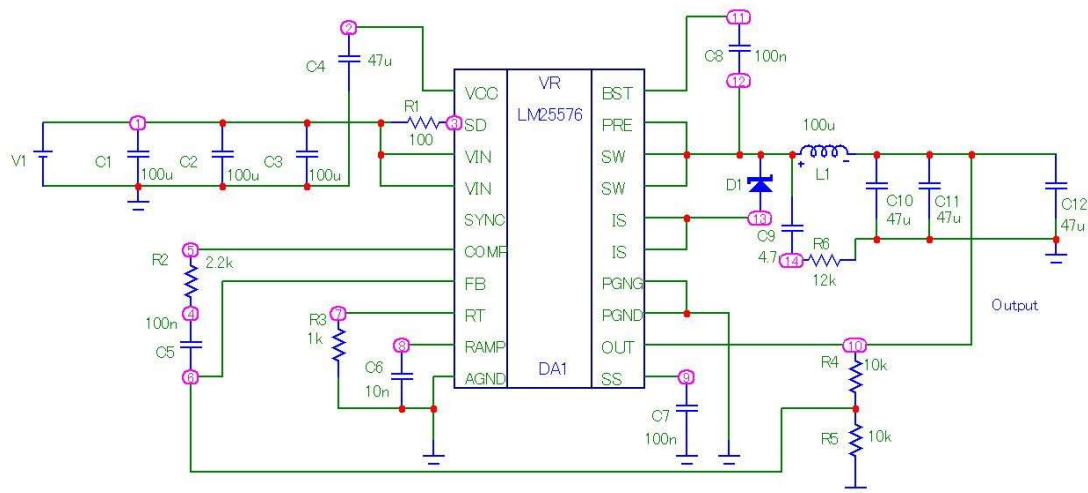 11
2
C8
100n
C4
47u
12
VCC
VR
BST
LM25576
R1
3
SD
PRE
100u
1
100
V1
C1
100u
C2
100u
C3
100u
VIN
SW
+
-
L1
VIN
SW
D1
C10
47u
C11
47u
C12
47u
SYNC
IS
13
5
COMP
IS
C9
4.7
R6
R2
2.2k
14
12k
FB
PGNG
4
R3
1k
7
RT
PGND
Output
100n
C5
8
RAMP
OUT
10
R4
10k
6
C6
10n
AGND
DA1
SS
9
C7
100n
R5
10k